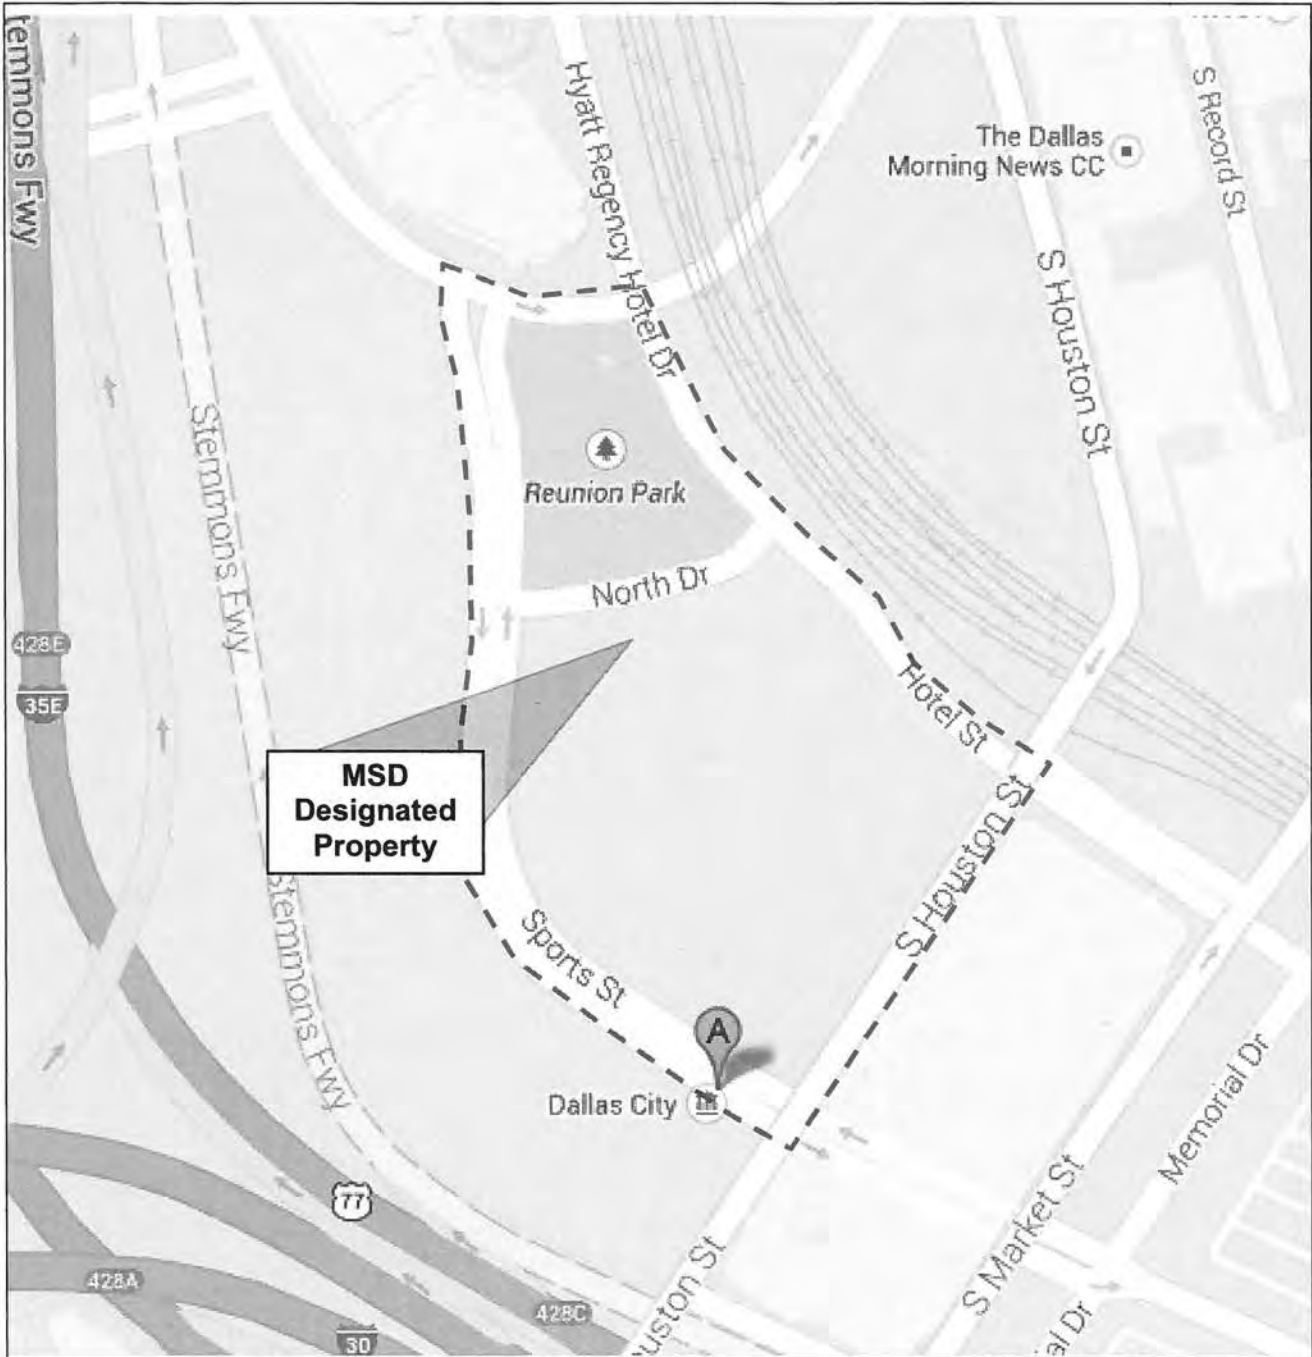 temmons Fwy
Hyatt Regency Hotel Dr
The Dallas
Morning News CC
S Record St
S Houston St
Stemmons Fwy
Reunion Park
North Dr
428E
35E
Hotel St
MSD
Designated
Property
S Houston St
Stemmons Fwy
Sports St
A
Dallas City
Memorial Dr
S Market St
77
428A
428C
30
uston St
ial Dr